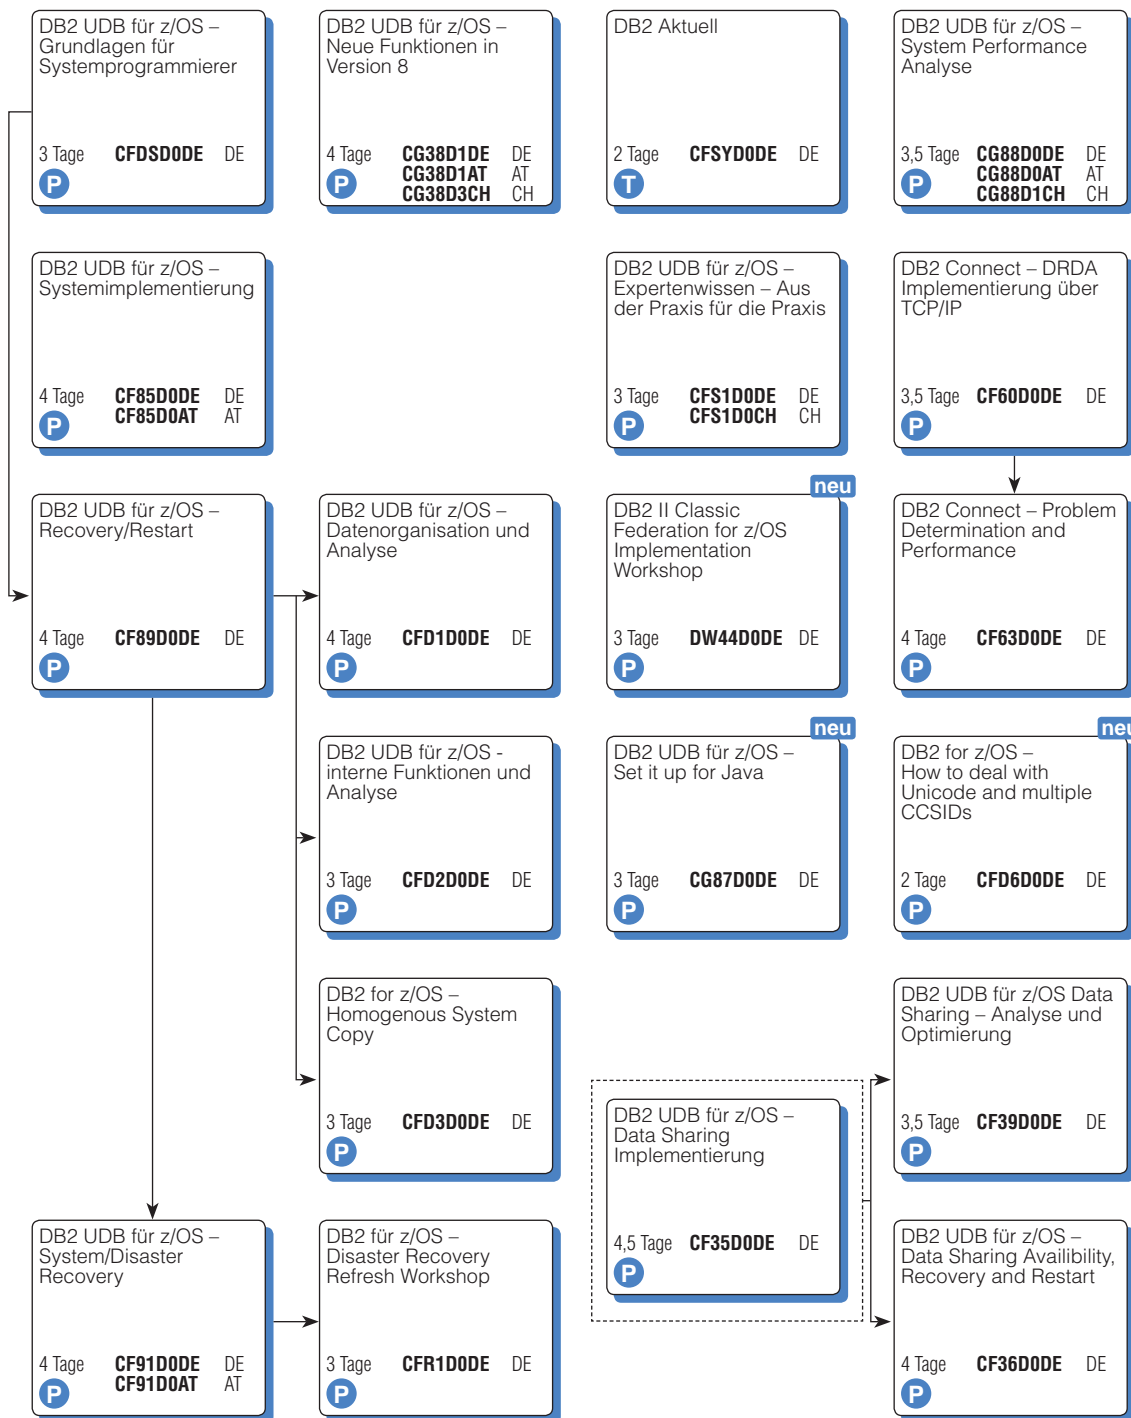 DB2 UDB für z/OS –
Grundlagen für
Systemprogrammierer
3 Tage CFDSD0DE DE
P
DB2 UDB für z/OS –
Neue Funktionen in
Version 8
4 Tage CG38D1DE DE
CG38D1AT AT
CG38D3CH CH
P
DB2 Aktuell
2 Tage CFSYD0DE DE
T
DB2 UDB für z/OS –
System Performance
Analyse
3,5 Tage CG88D0DE DE
CG88D0AT AT
CG88D1CH CH
P
DB2 UDB für z/OS –
Systemimplementierung
4 Tage CF85D0DE DE
CF85D0AT AT
P
DB2 UDB für z/OS –
Expertenwissen – Aus
der Praxis für die Praxis
3 Tage CFS1D0DE DE
CFS1D0CH CH
P
DB2 Connect – DRDA
Implementierung über
TCP/IP
3,5 Tage CF60D0DE DE
P
DB2 UDB für z/OS –
Recovery/Restart
4 Tage CF89D0DE DE
P
DB2 UDB für z/OS –
Datenorganisation und
Analyse
4 Tage CFD1D0DE DE
P
neu
DB2 II Classic
Federation for z/OS
Implementation
Workshop
3 Tage DW44D0DE DE
P
DB2 Connect – Problem
Determination and
Performance
4 Tage CF63D0DE DE
P
DB2 UDB für z/OS -
interne Funktionen und
Analyse
3 Tage CFD2D0DE DE
P
neu
DB2 UDB für z/OS –
Set it up for Java
3 Tage CG87D0DE DE
P
neu
DB2 for z/OS –
How to deal with
Unicode and multiple
CCSIDs
2 Tage CFD6D0DE DE
P
DB2 for z/OS –
Homogenous System
Copy
3 Tage CFD3D0DE DE
P
DB2 UDB für z/OS –
Data Sharing
Implementierung
4,5 Tage CF35D0DE DE
P
DB2 UDB für z/OS Data
Sharing – Analyse und
Optimierung
3,5 Tage CF39D0DE DE
P
DB2 UDB für z/OS –
System/Disaster
Recovery
4 Tage CF91D0DE DE
CF91D0AT AT
P
DB2 für z/OS –
Disaster Recovery
Refresh Workshop
3 Tage CFR1D0DE DE
P
DB2 UDB für z/OS –
Data Sharing Availibility,
Recovery and Restart
4 Tage CF36D0DE DE
P